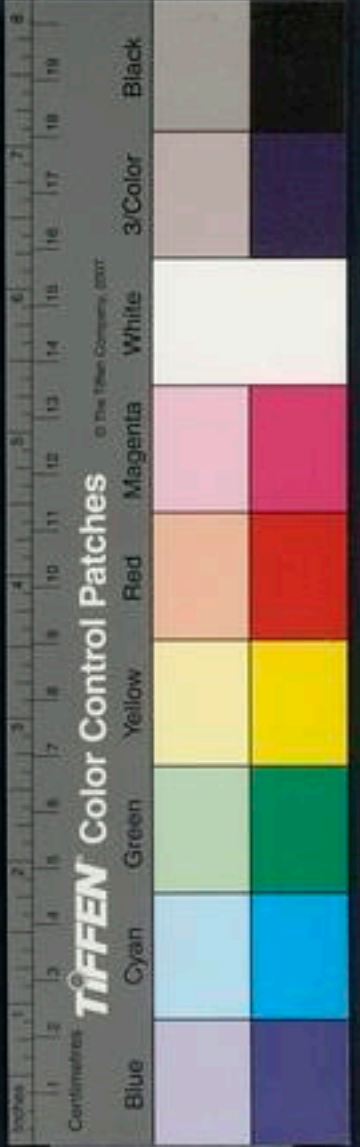 Inches 1 2 3 4 5 6 7 8
Centimetres 1 2 3 4 5 6 7 8 9 10 11 12 13 14 15 16 17 18 19
TIFFEN® Color Control Patches © The Tiffen Company, 2007
Blue Cyan Green Yellow Red Magenta White 3/Color Black